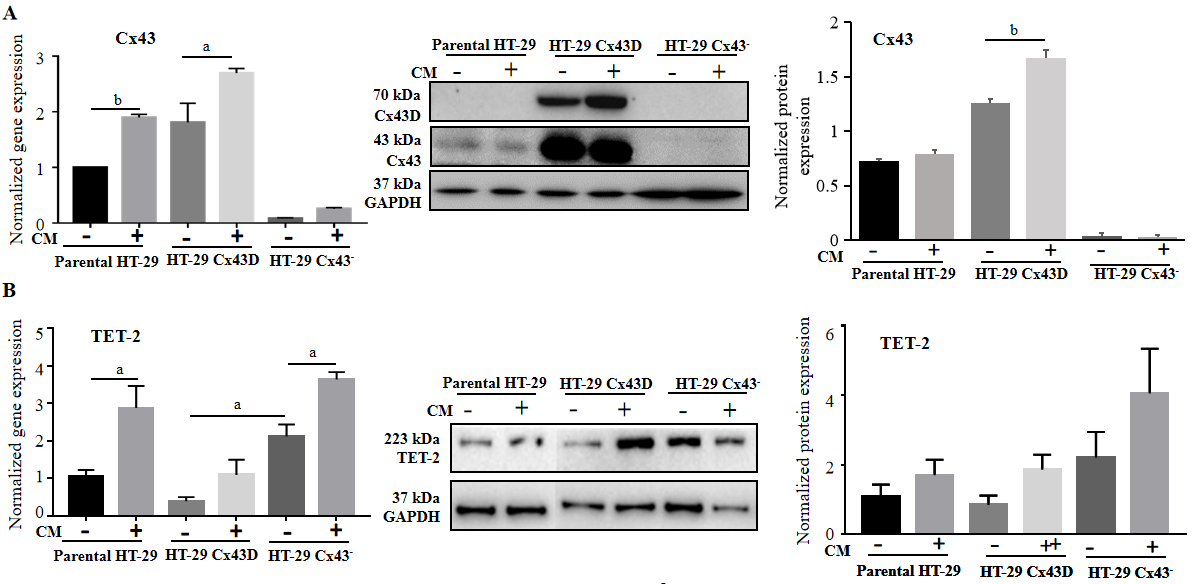 A
Cx43
Normalized gene expression
3
2
1
0
a
b
CM
- + - + - +
Parental HT-29 HT-29 Cx43D HT-29 Cx43-
Parental HT-29 HT-29 Cx43D HT-29 Cx43-
CM - + - + - +
70 kDa
Cx43D
43 kDa
Cx43
37 kDa
GAPDH
Cx43
Normalized protein
expression
2
1.5
1
0.5
0
b
CM - + - + - +
Parental HT-29 HT-29 Cx43D HT-29 Cx43-
B
TET-2
Normalized gene expression
5
4
3
2
1
0
a
a
a
CM - + - + - +
Parental HT-29 HT-29 Cx43D HT-29 Cx43-
Parental HT-29 HT-29 Cx43D HT-29 Cx43-
CM - + - + - +
223 kDa
TET-2
37 kDa
GAPDH
TET-2
Normalized protein expression
6
4
2
0
CM - + - ++ - +
Parental HT-29 HT-29 Cx43D HT-29 Cx43-